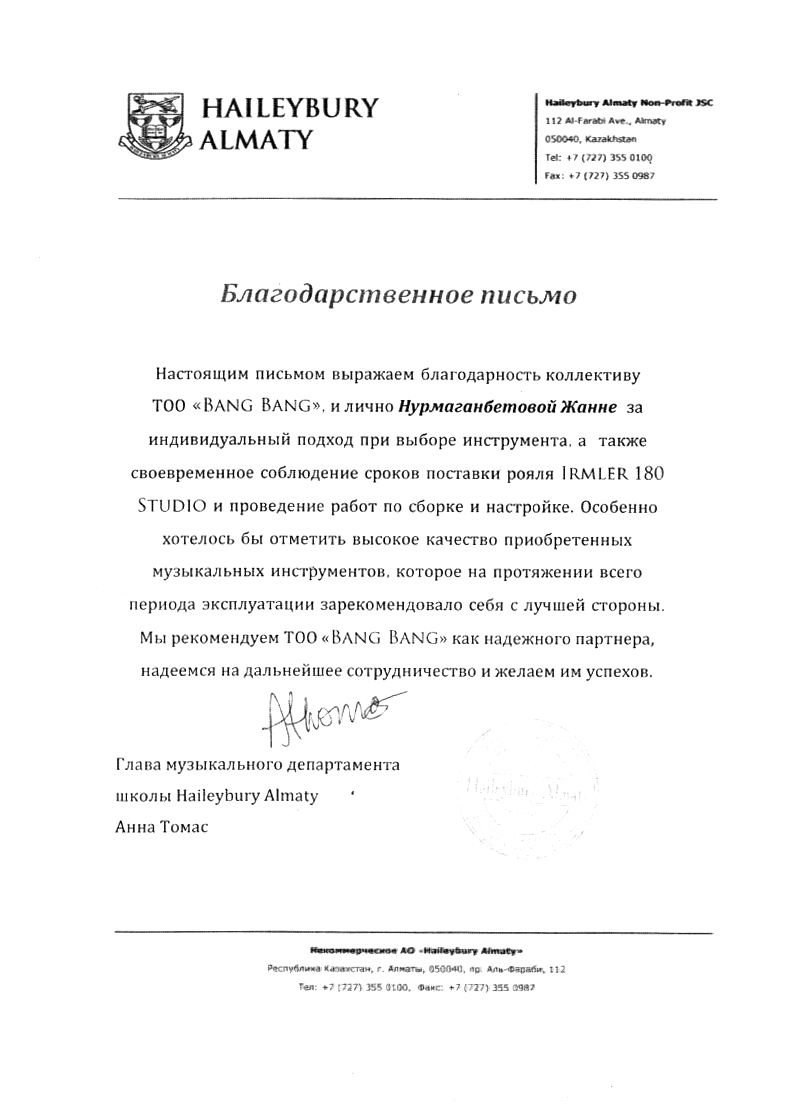 HAILEYBURY
ALMATY
Haileybury Almaty Non-Profit JSC
112 Al-Farabi Ave., Almaty
050040, Kazakhstan
Tel: +7 (727) 355 0100
Fax: +7 (727) 355 0987
Благодарственное письмо
Настоящим письмом выражаем благодарность коллективу
ТОО «BANG BANG», и лично Нурмаганбетовой Жанне за
индивидуальный подход при выборе инструмента, а также
своевременное соблюдение сроков поставки рояля IRMLER 180
STUDIO и проведение работ по сборке и настройке. Особенно
хотелось бы отметить высокое качество приобретенных
музыкальных инструментов, которое на протяжении всего
периода эксплуатации зарекомендовало себя с лучшей стороны.
Мы рекомендуем ТОО «BANG BANG» как надежного партнера,
надеемся на дальнейшее сотрудничество и желаем им успехов.
AThomas
Глава музыкального департамента
школы Haileybury Almaty
Анна Томас
Haileybury Almaty
Некоммерческое АО «Haileybury Almaty»
Республика Казахстан, г. Алматы, 050040, пр. Аль-Фараби, 112
Тел: +7 (727) 355 0100, Факс: +7 (727) 355 0987